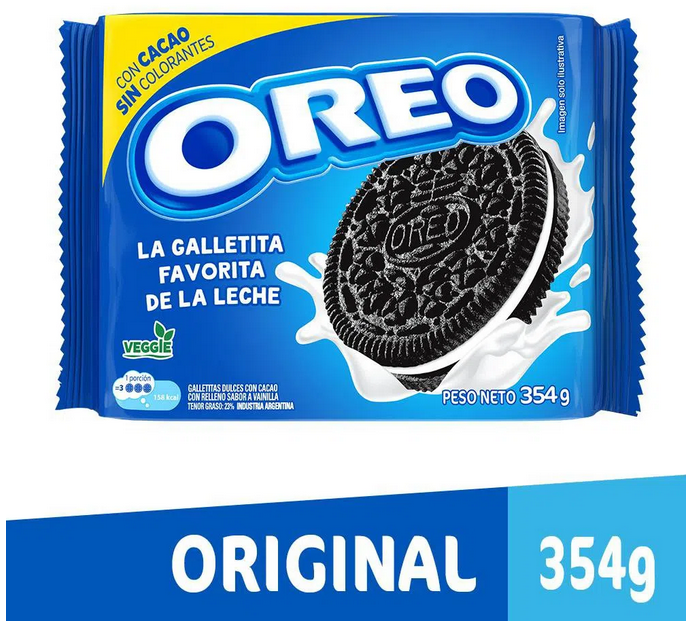 CON CACAO
SIN COLORANTES
OREO
Imagen solo ilustrativa
OREO
LA GALLETITA
FAVORITA
DE LA LECHE
VEGGIE
1 porción
=3
158 kcal
GALLETITAS DULCES CON CACAO
CON RELLENO SABOR A VAINILLA
TENOR GRASO: 23% INDUSTRIA ARGENTINA
PESO NETO 354 g
ORIGINAL
354g